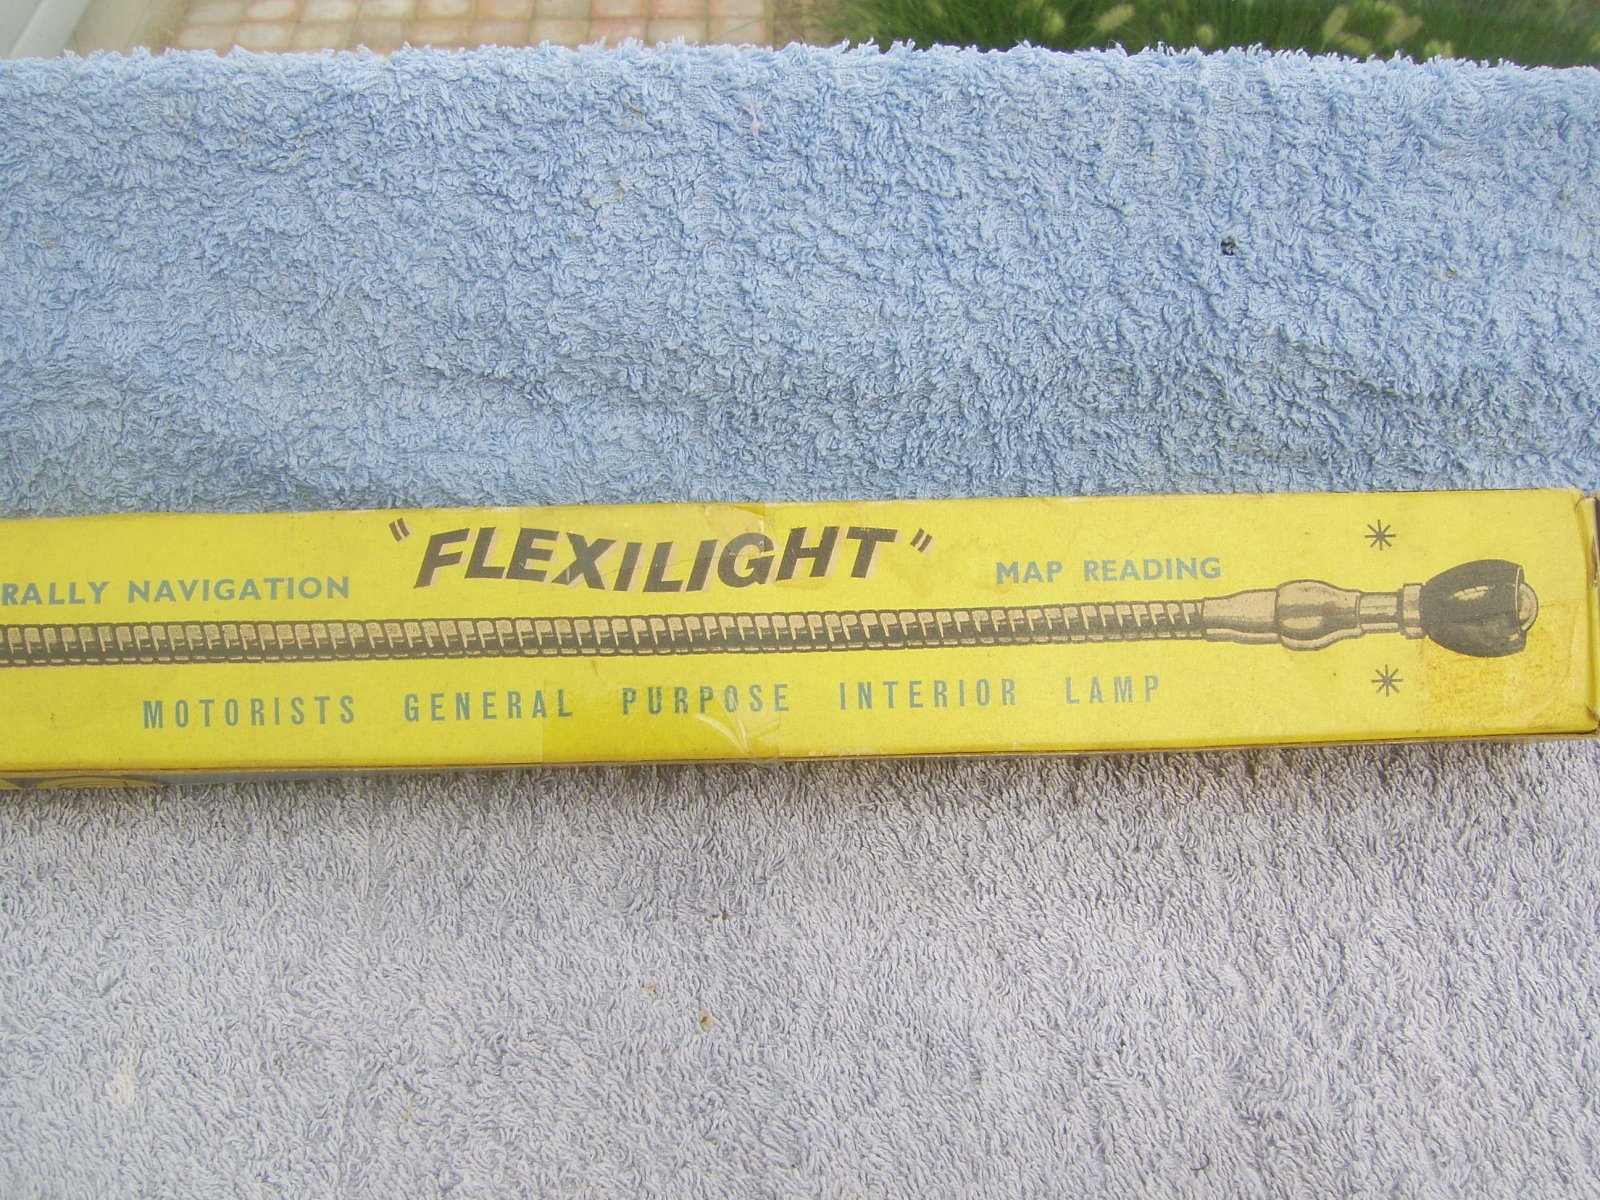 "FLEXILIGHT"
RALLY NAVIGATION MAP READING
MOTORISTS GENERAL PURPOSE INTERIOR LAMP